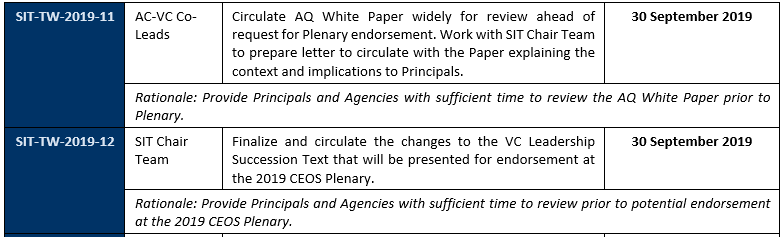 SIT-TW-2019-11
AC-VC Co-
Leads
Circulate AQ White Paper widely for review ahead of
request for Plenary endorsement. Work with SIT Chair Team
to prepare letter to circulate with the Paper explaining the
context and implications to Principals.
30 September 2019
Rationale: Provide Principals and Agencies with sufficient time to review the AQ White Paper prior to
Plenary.
SIT-TW-2019-12
SIT Chair
Team
Finalize and circulate the changes to the VC Leadership
Succession Text that will be presented for endorsement at
the 2019 CEOS Plenary.
30 September 2019
Rationale: Provide Principals and Agencies with sufficient time to review prior to potential endorsement
at the 2019 CEOS Plenary.